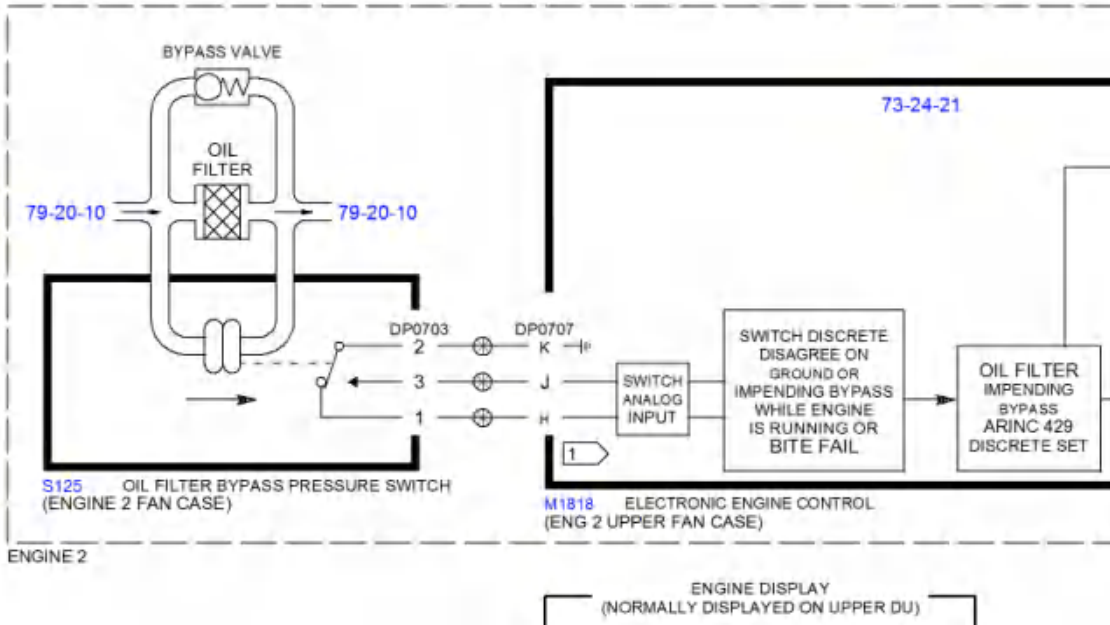 BYPASS VALVE
73-24-21
OIL
FILTER
79-20-10
79-20-10
DP0703
DP0707
2
K
3
J
1
H
1
SWITCH
ANALOG
INPUT
SWITCH DISCRETE
DISAGREE ON
GROUND OR
IMPENDING BYPASS
WHILE ENGINE
IS RUNNING OR
BITE FAIL
OIL FILTER
IMPENDING
BYPASS
ARINC 429
DISCRETE SET
S125 OIL FILTER BYPASS PRESSURE SWITCH
(ENGINE 2 FAN CASE)
M1818 ELECTRONIC ENGINE CONTROL
(ENG 2 UPPER FAN CASE)
ENGINE 2
ENGINE DISPLAY
(NORMALLY DISPLAYED ON UPPER DU)